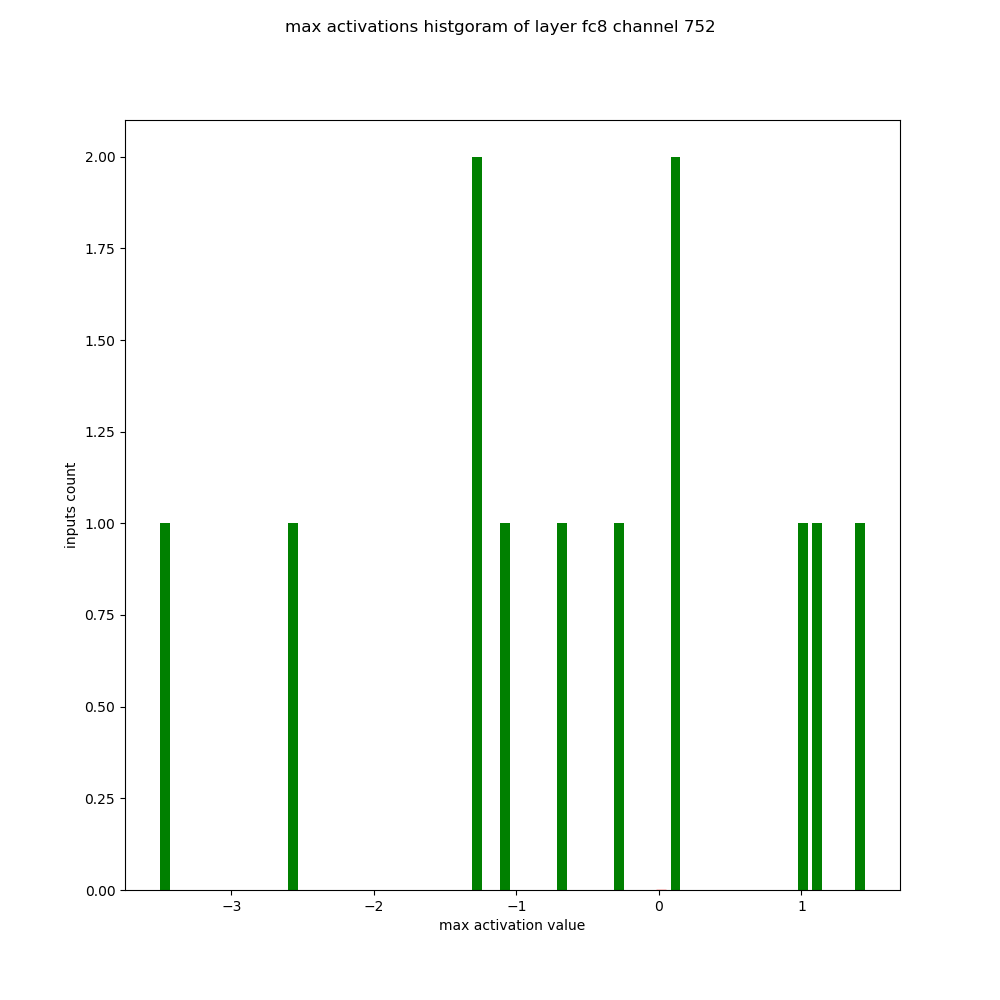 max activations histgoram of layer fc8 channel 752
2.00
1.75
1.50
1.25
1.00
0.75
0.50
0.25
0.00
inputs count
−3 −2 −1 0 1
max activation value